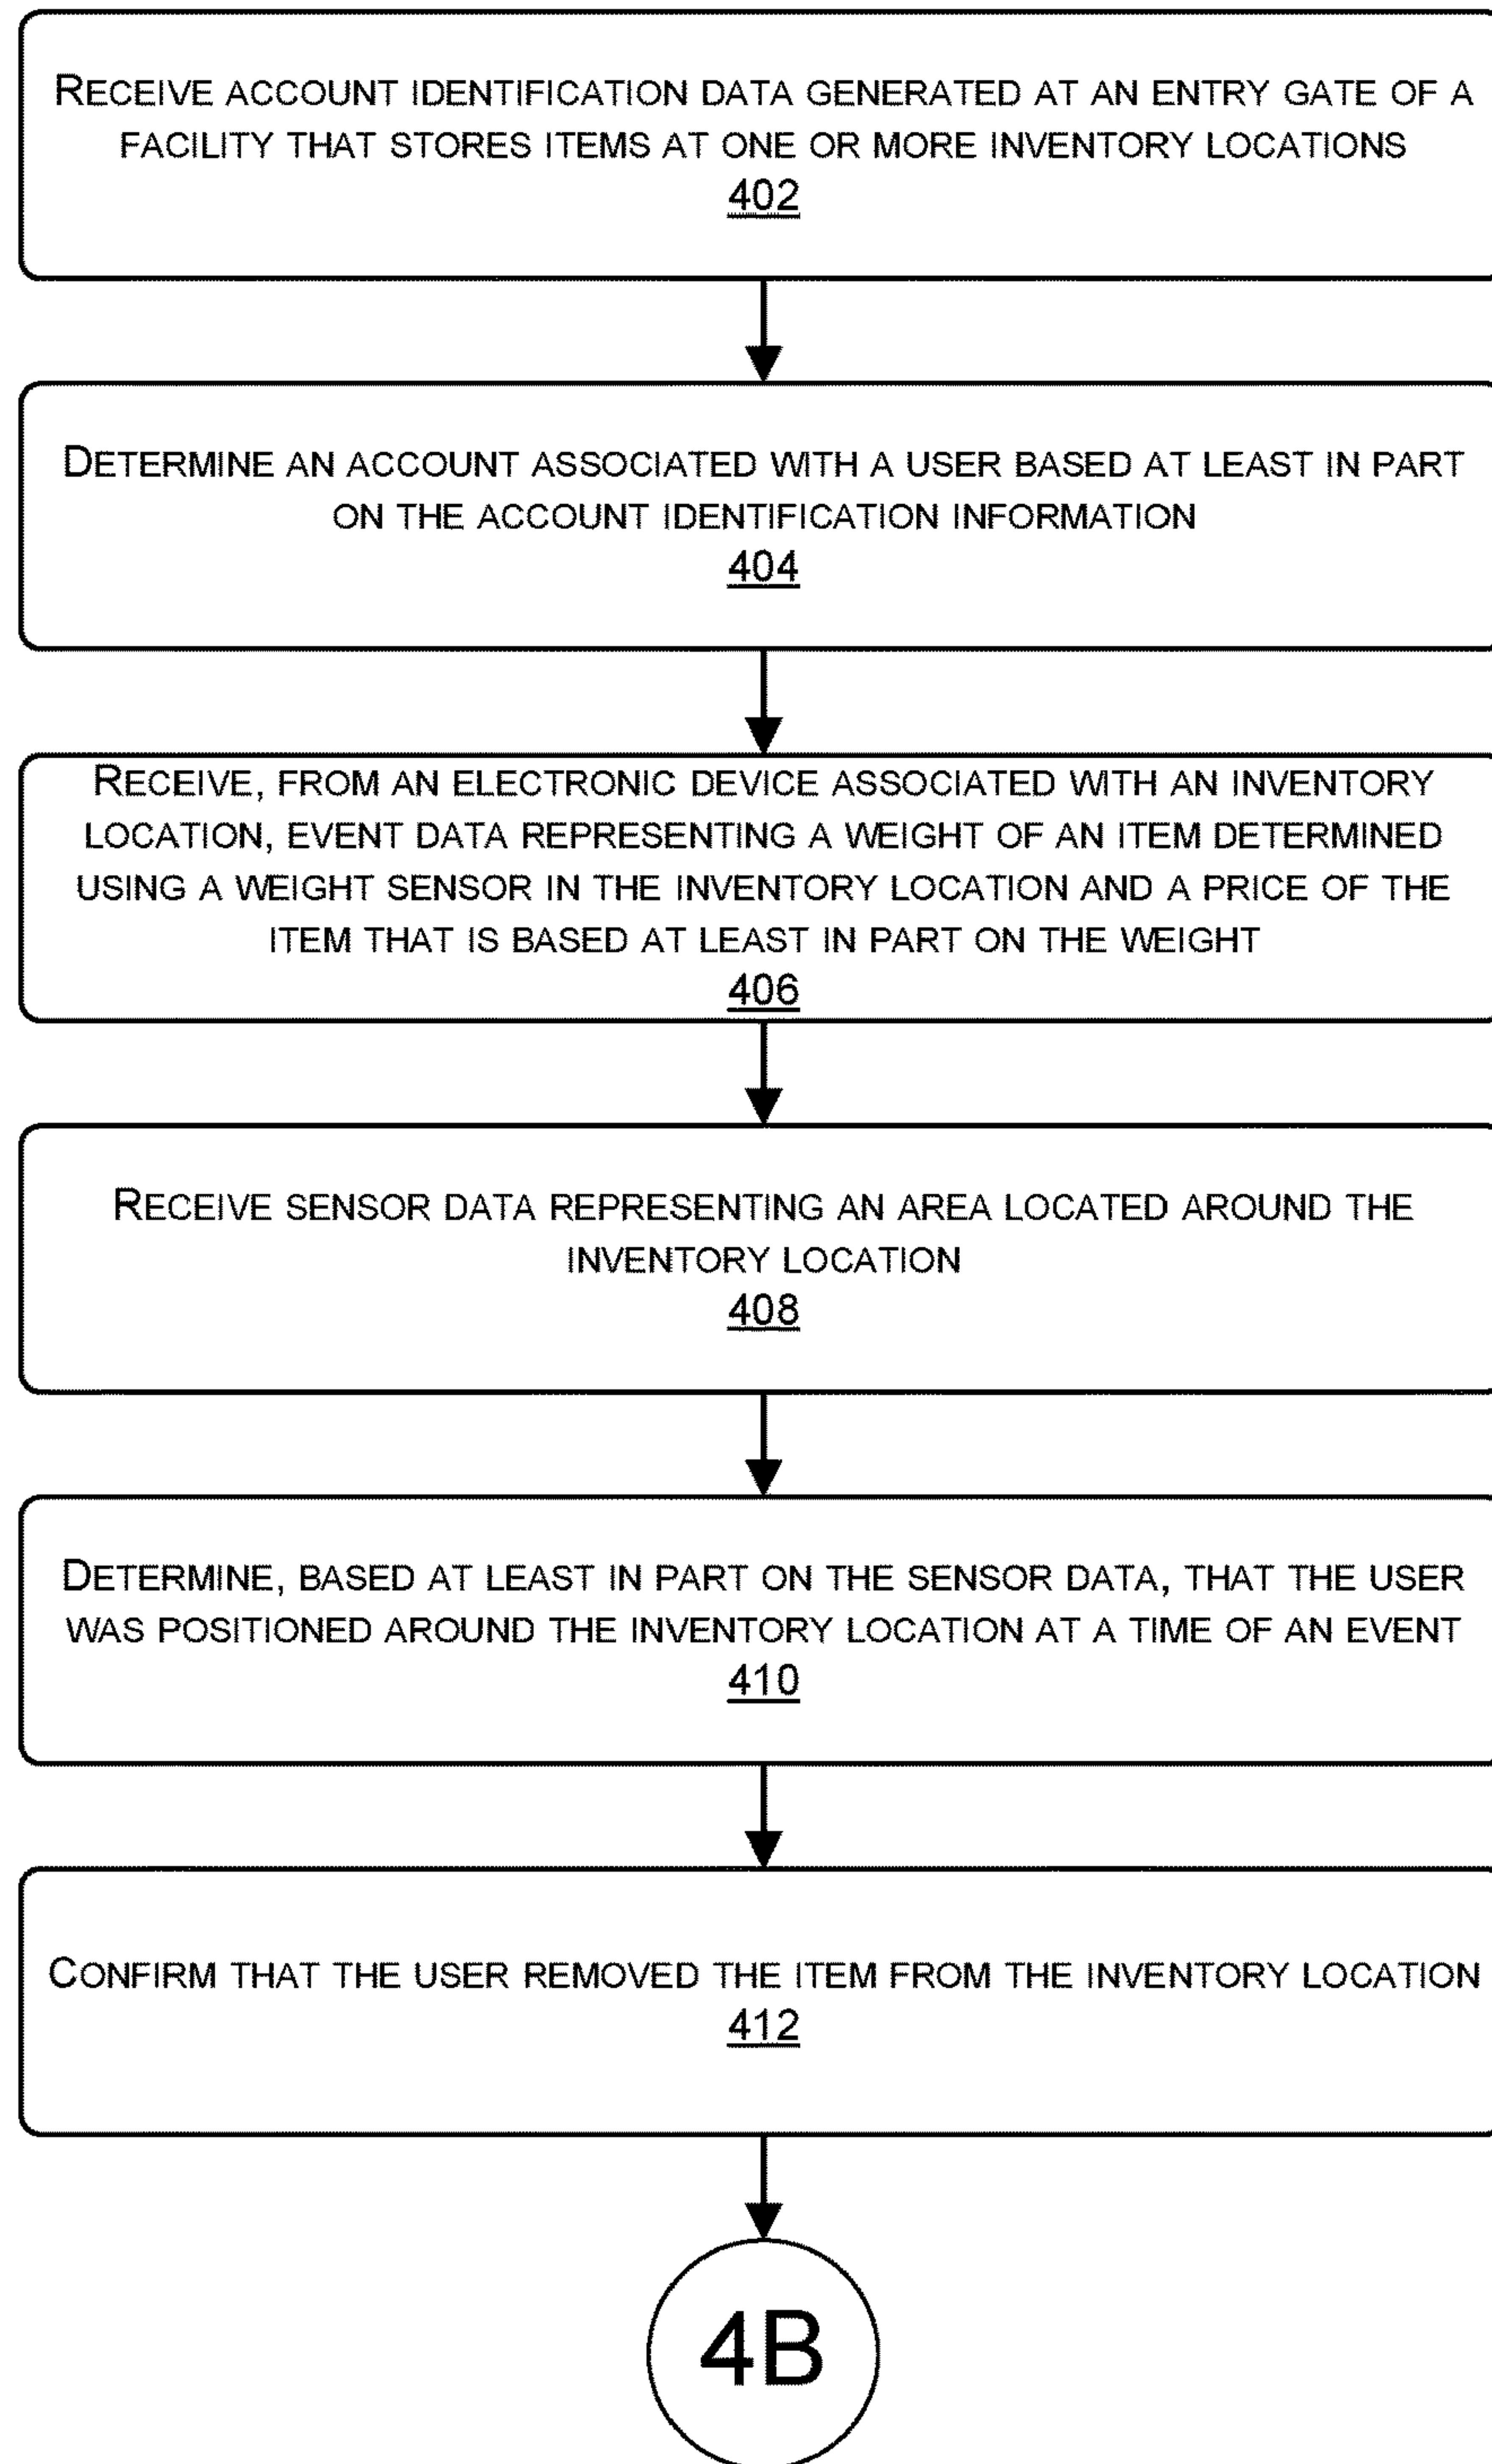 RECEIVE ACCOUNT IDENTIFICATION DATA GENERATED AT AN ENTRY GATE OF A
FACILITY THAT STORES ITEMS AT ONE OR MORE INVENTORY LOCATIONS
402
DETERMINE AN ACCOUNT ASSOCIATED WITH A USER BASED AT LEAST IN PART
ON THE ACCOUNT IDENTIFICATION INFORMATION
404
RECEIVE, FROM AN ELECTRONIC DEVICE ASSOCIATED WITH AN INVENTORY
LOCATION, EVENT DATA REPRESENTING A WEIGHT OF AN ITEM DETERMINED
USING A WEIGHT SENSOR IN THE INVENTORY LOCATION AND A PRICE OF THE
ITEM THAT IS BASED AT LEAST IN PART ON THE WEIGHT
406
RECEIVE SENSOR DATA REPRESENTING AN AREA LOCATED AROUND THE
INVENTORY LOCATION
408
DETERMINE, BASED AT LEAST IN PART ON THE SENSOR DATA, THAT THE USER
WAS POSITIONED AROUND THE INVENTORY LOCATION AT A TIME OF AN EVENT
410
CONFIRM THAT THE USER REMOVED THE ITEM FROM THE INVENTORY LOCATION
412
4B